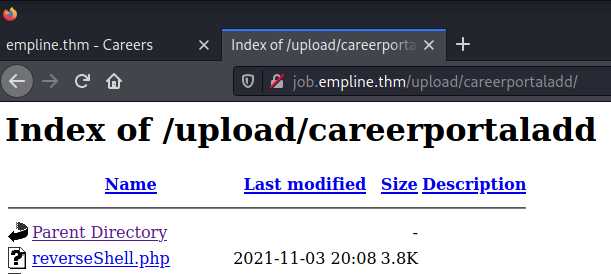 empline.thm - Careers
Index of /upload/careerporta
job.empline.thm/upload/careerportaladd/
Index of /upload/careerportaladd
Name Last modified Size Description
Parent Directory -
reverseShell.php 2021-11-03 20:08 3.8K